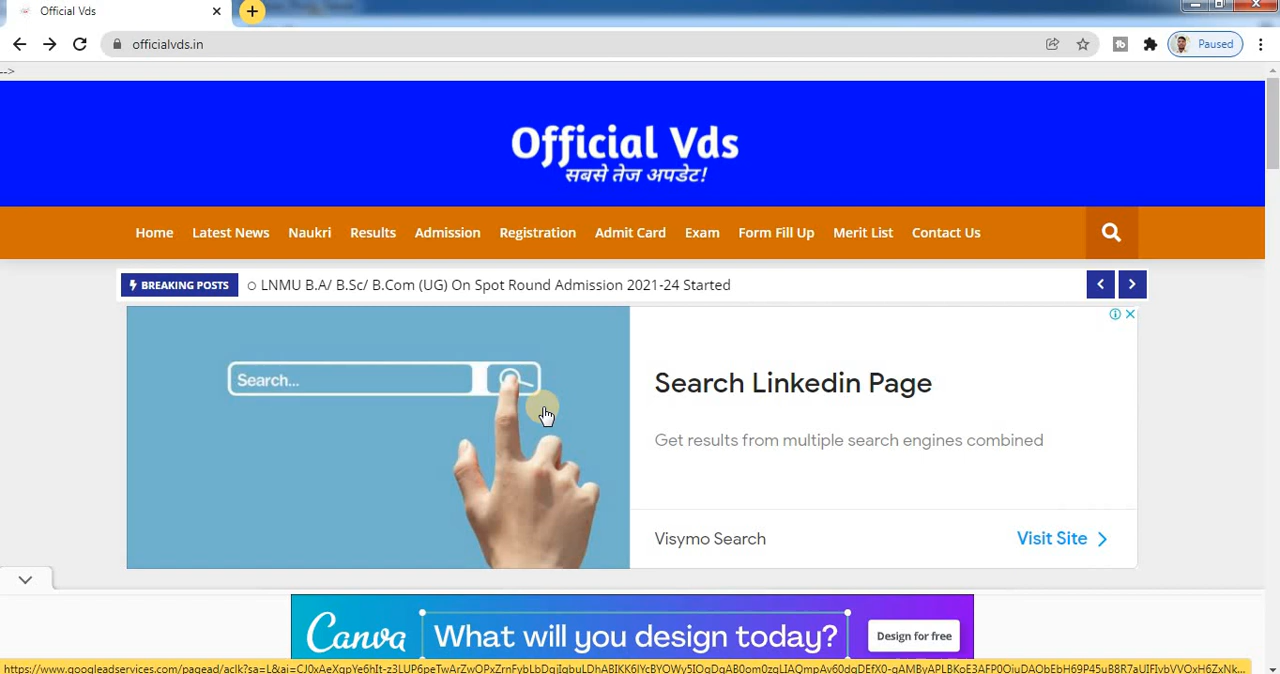 Official Vds
officialvds.in
Paused
-->
Official Vds
सबसे तेज अपडेट!
Home Latest News Naukri Results Admission Registration Admit Card Exam Form Fill Up Merit List Contact Us
BREAKING POSTS LNMU B.A/ B.Sc/ B.Com (UG) On Spot Round Admission 2021-24 Started
Search...
Search Linkedin Page
Get results from multiple search engines combined
Visymo Search
Visit Site
Canva What will you design today? Design for free